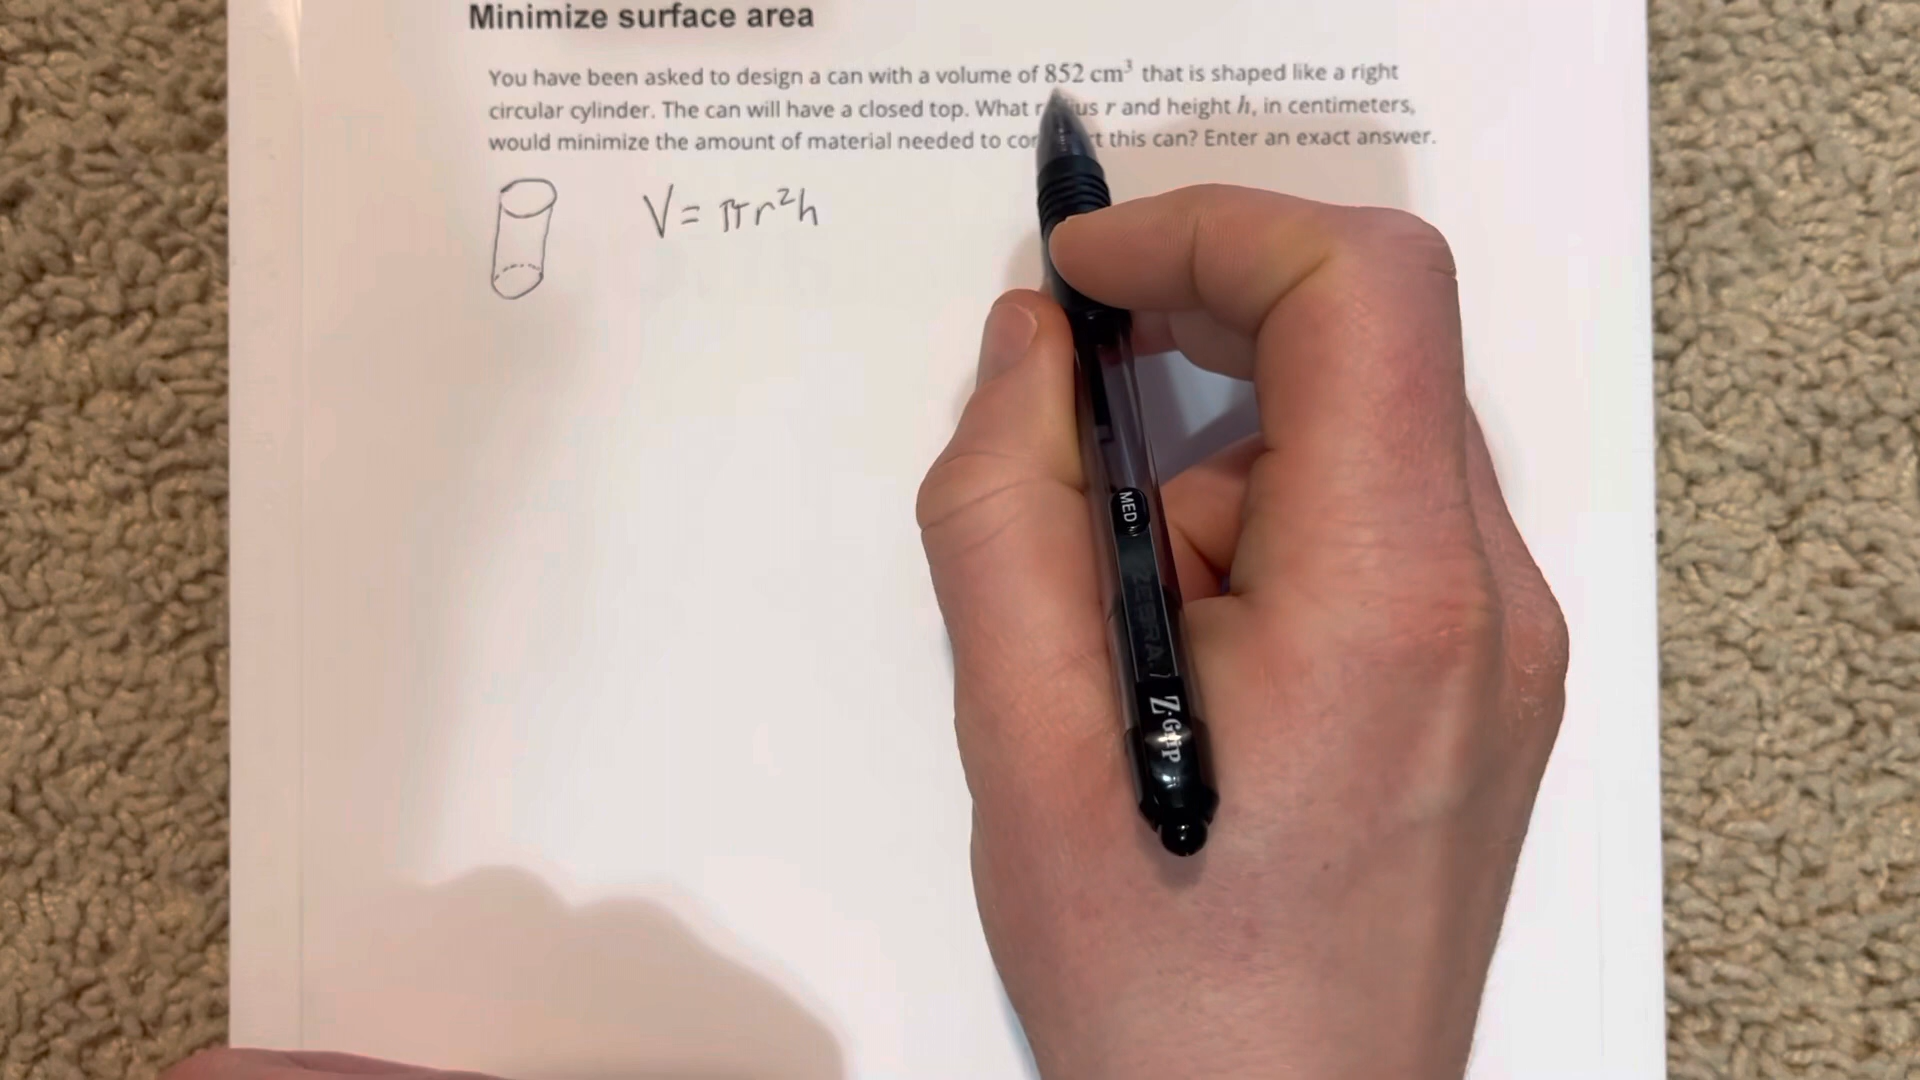 Minimize surface area
You have been asked to design a can with a volume of 852 cm³ that is shaped like a right
circular cylinder. The can will have a closed top. What r and height h, in centimeters,
would minimize the amount of material needed to this can? Enter an exact answer.
V = πr²h
MED
ZEBRA
Z-Grip